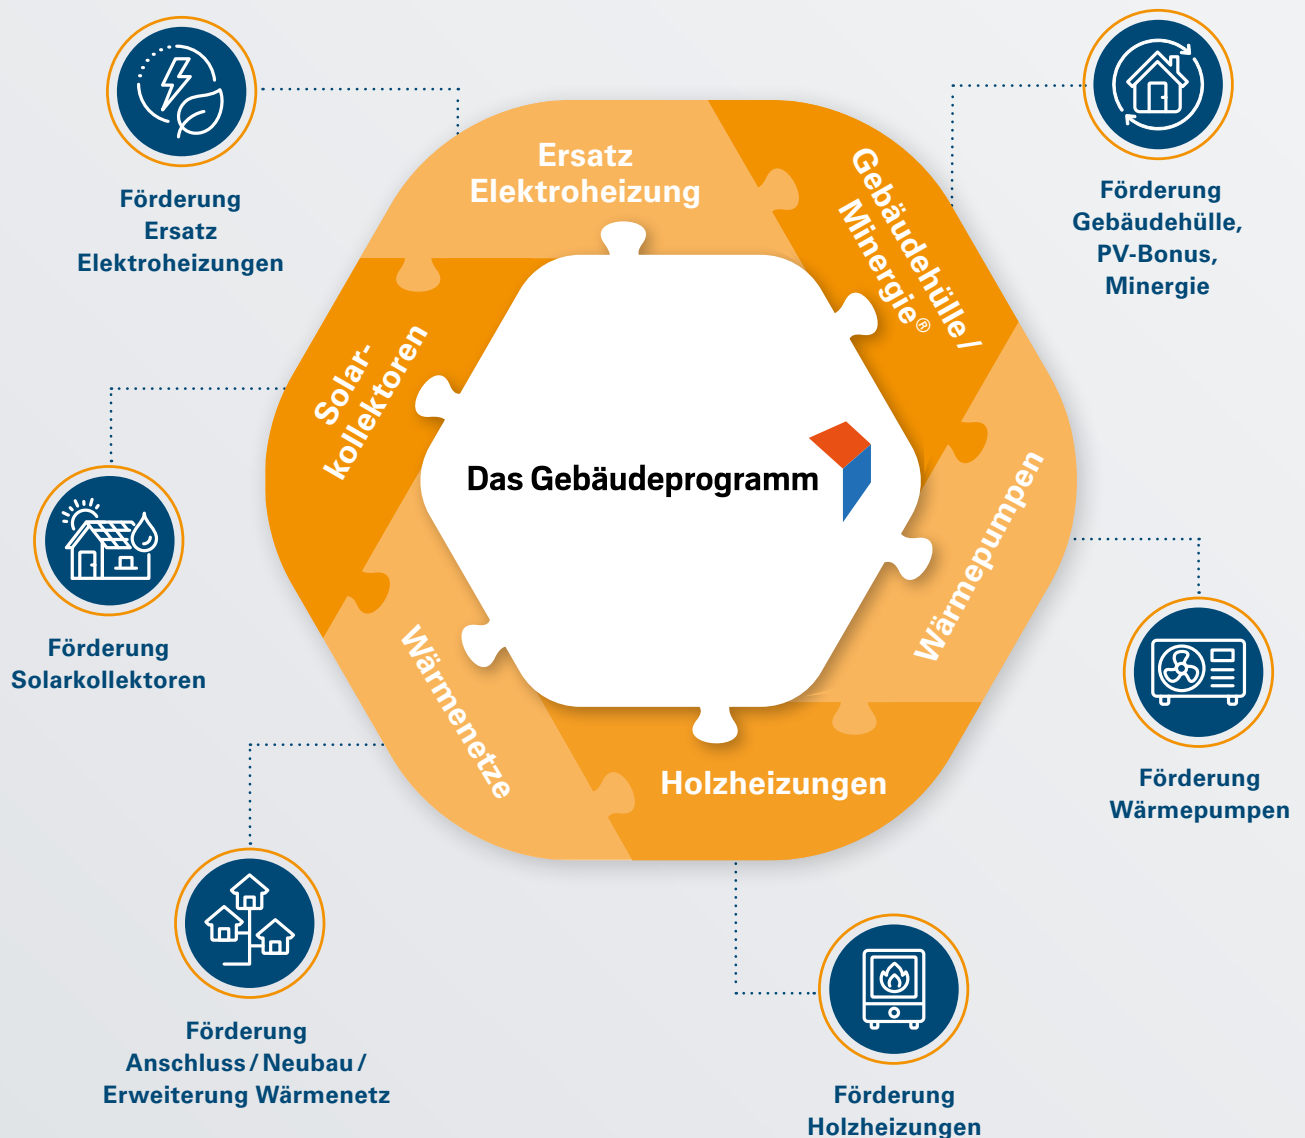 Ersatz
Elektroheizung
Gebäudehülle /
Minergie®
Wärmepumpen
Holzheizungen
Wärmenetze
Solar-
kollektoren
Das Gebäudeprogramm
Förderung
Ersatz
Elektroheizungen
Förderung
Gebäudehülle,
PV-Bonus,
Minergie
Förderung
Solarkollektoren
Förderung
Wärmepumpen
Förderung
Anschluss / Neubau /
Erweiterung Wärmenetz
Förderung
Holzheizungen